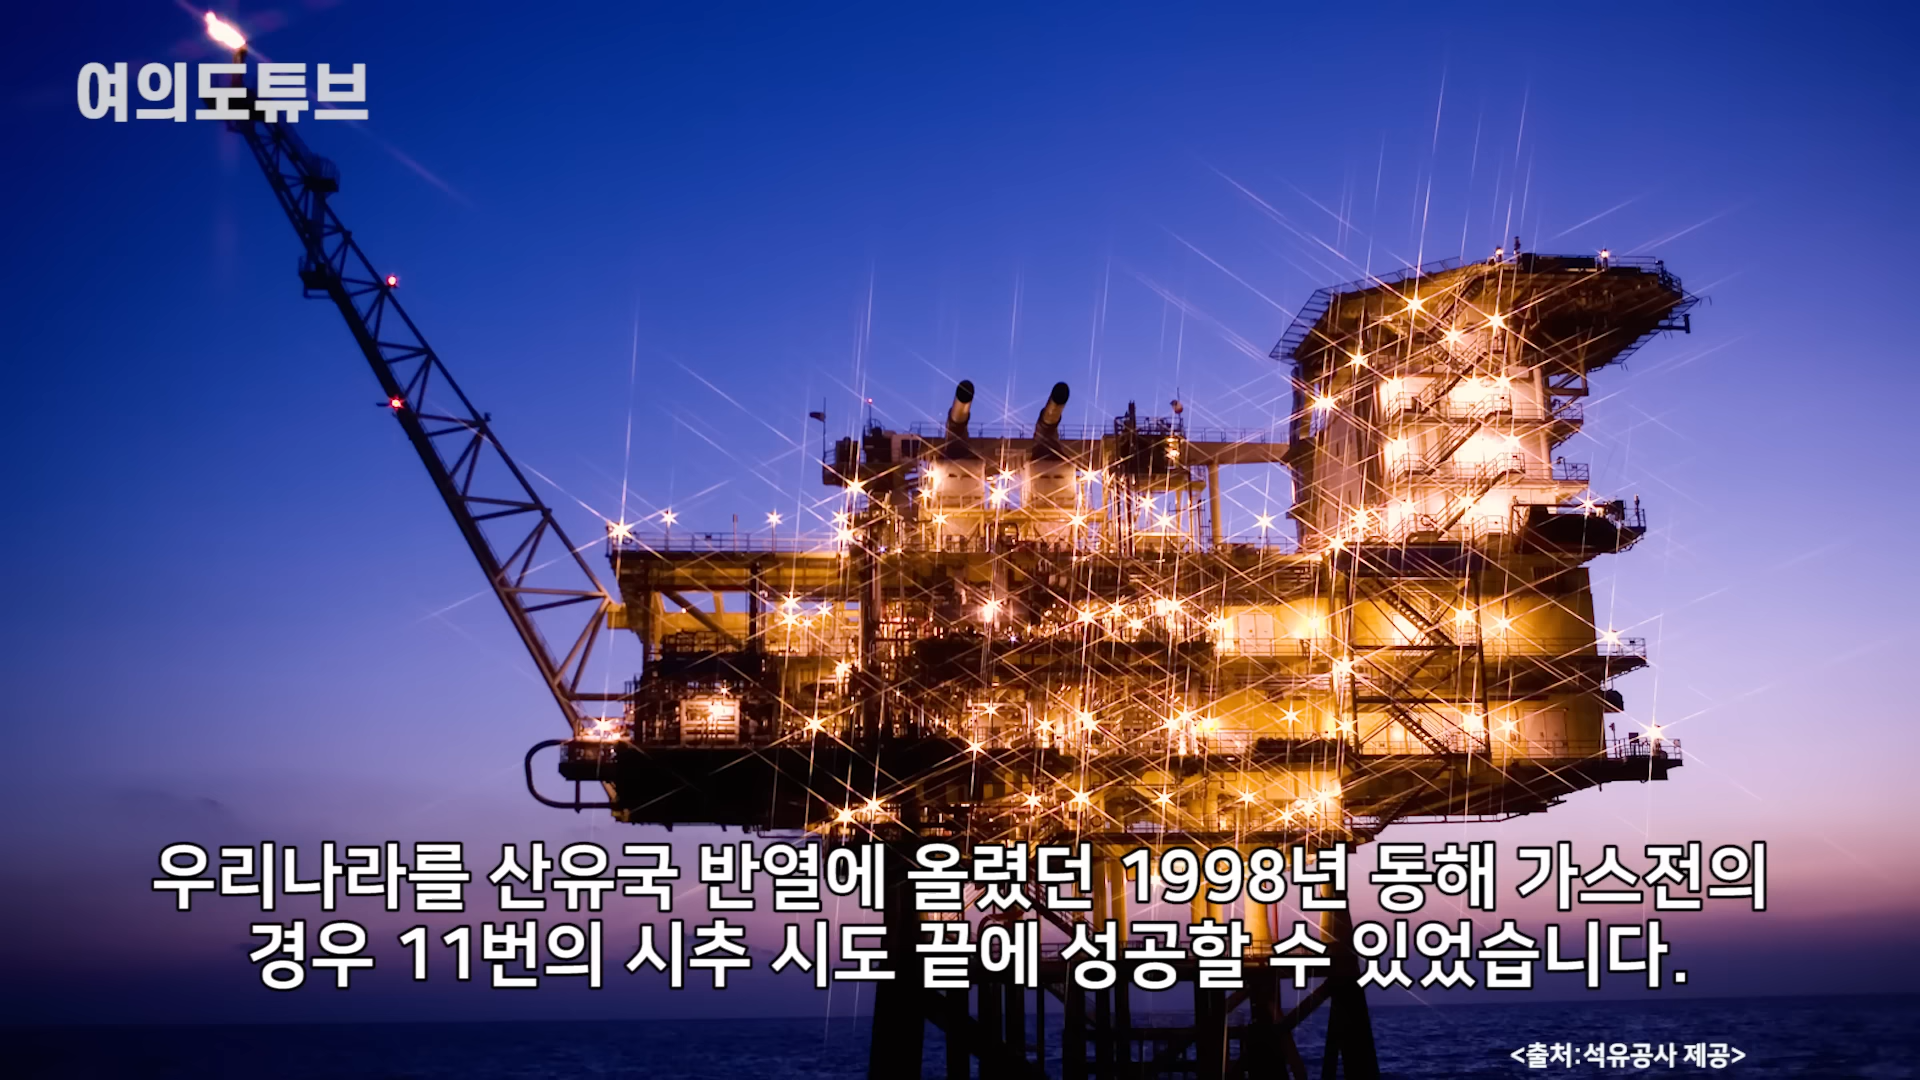 여의도튜브
우리나라를 산유국 반열에 올렸던 1998년 동해 가스전의
경우 11번의 시추 시도 끝에 성공할 수 있었습니다.
<출처:석유공사 제공>